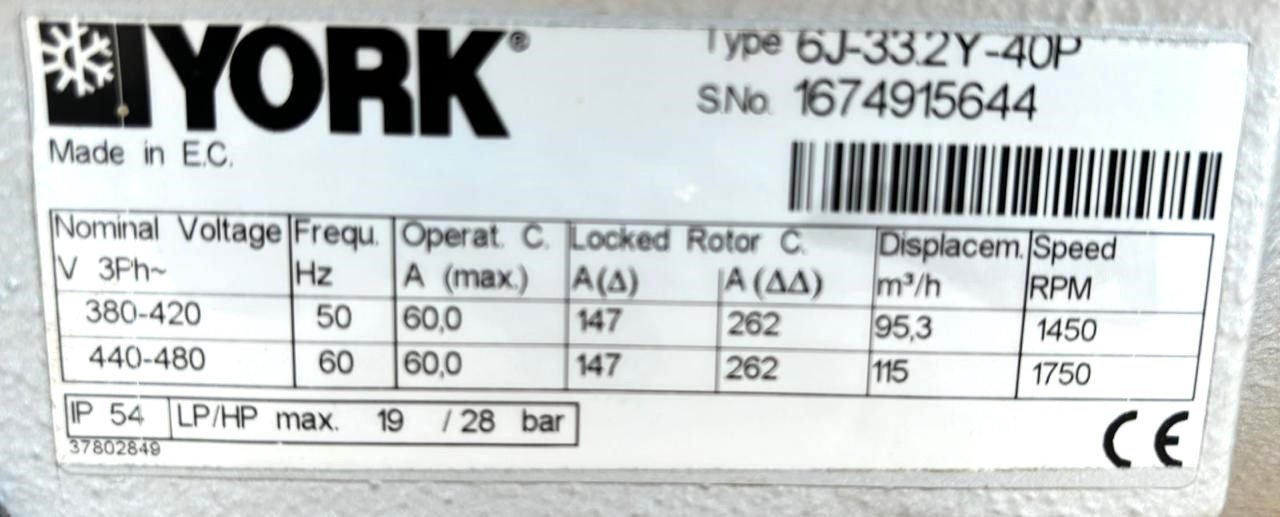 YORK®
Type 6J-33.2Y-40P
S.No. 1674915644
Made in E.C.
Nominal Voltage Frequ. Operat. C. Locked Rotor C. Displacem. Speed
V 3Ph~ Hz A (max.) A(Δ) A(ΔΔ) m³/h RPM
380-420 50 60,0 147 262 95,3 1450
440-480 60 60,0 147 262 115 1750
IP 54 LP/HP max. 19 / 28 bar
37802849
CE